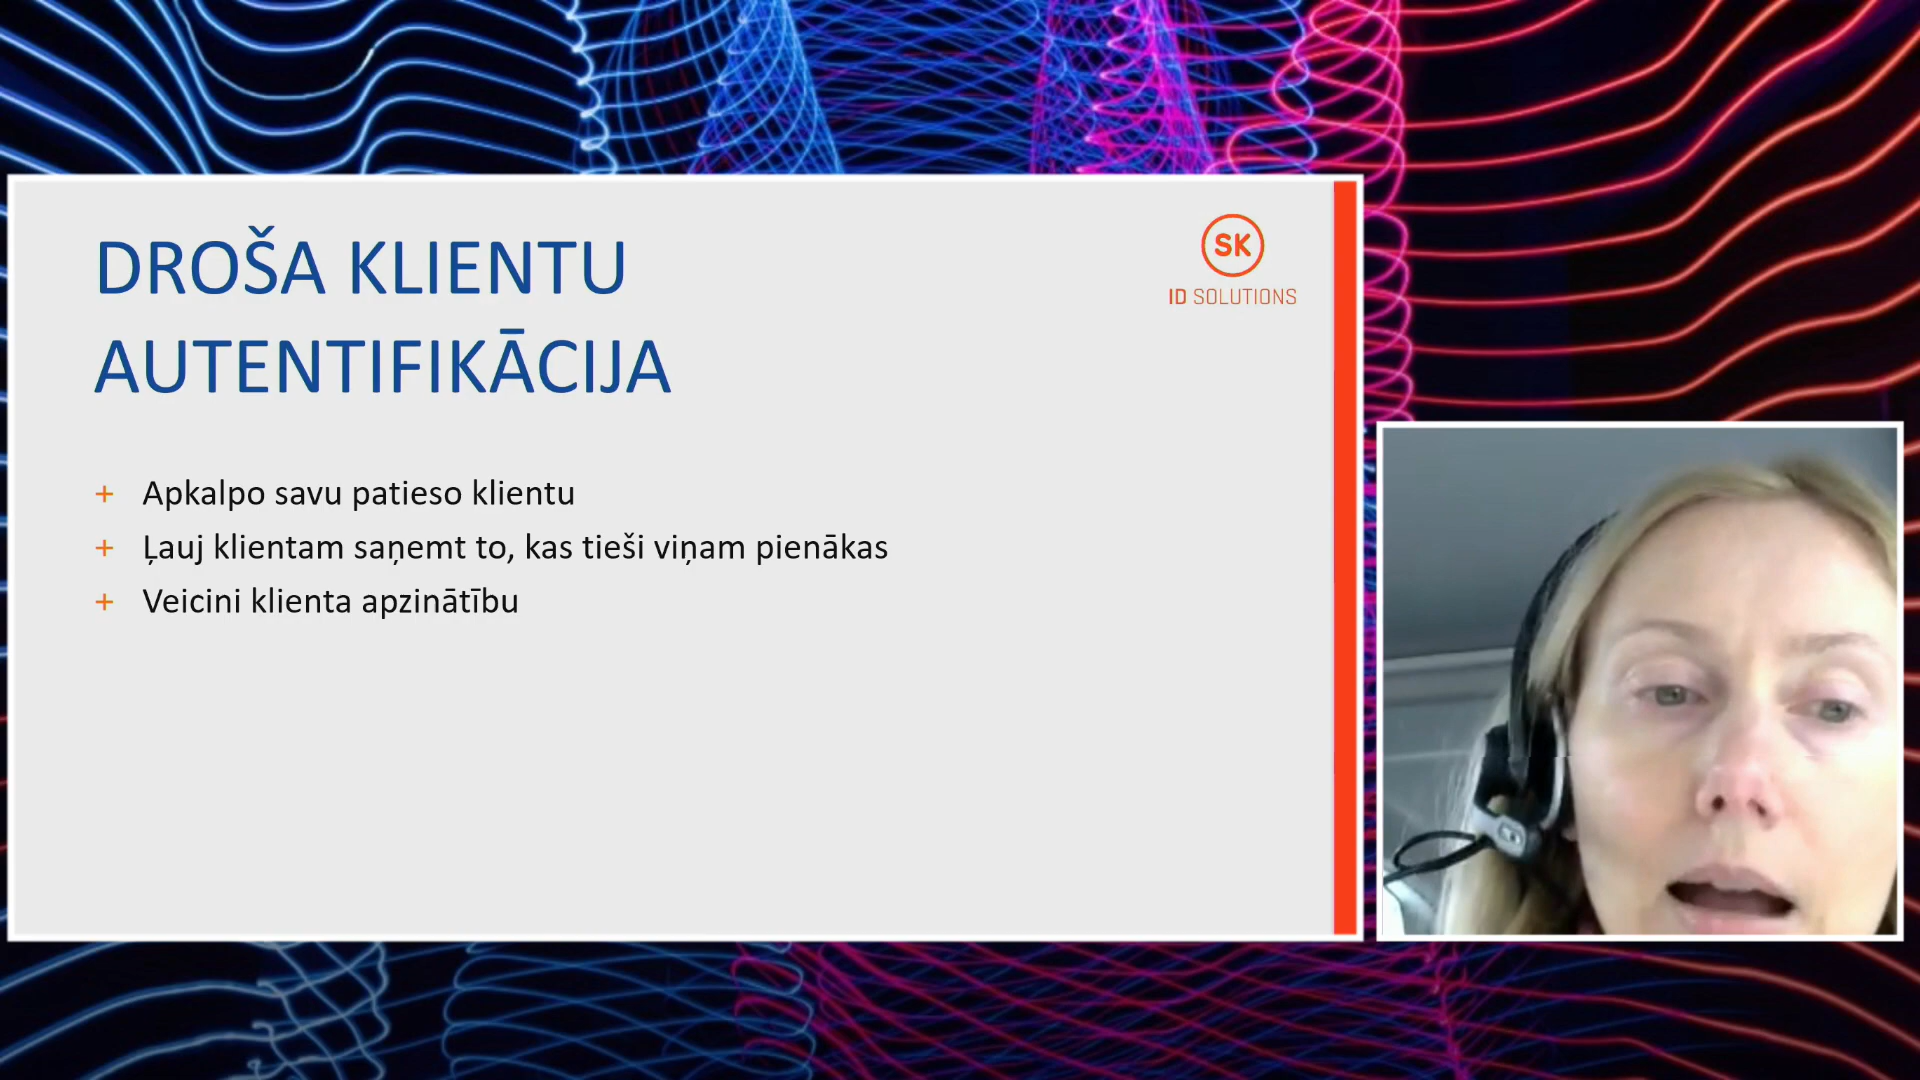 DROŠA KLIENTU
AUTENTIFIKĀCIJA
SK
ID SOLUTIONS
+ Apkalpo savu patieso klientu
+ Ļauj klientam saņemt to, kas tieši viņam pienākas
+ Veicini klienta apzinātību